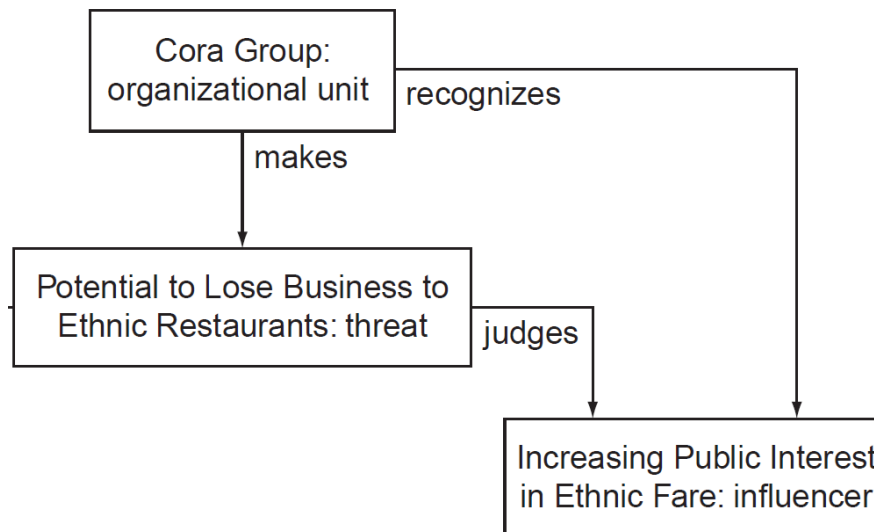 Cora Group:
organizational unit
recognizes
makes
Potential to Lose Business to
Ethnic Restaurants: threat
judges
Increasing Public Interest
in Ethnic Fare: influencer